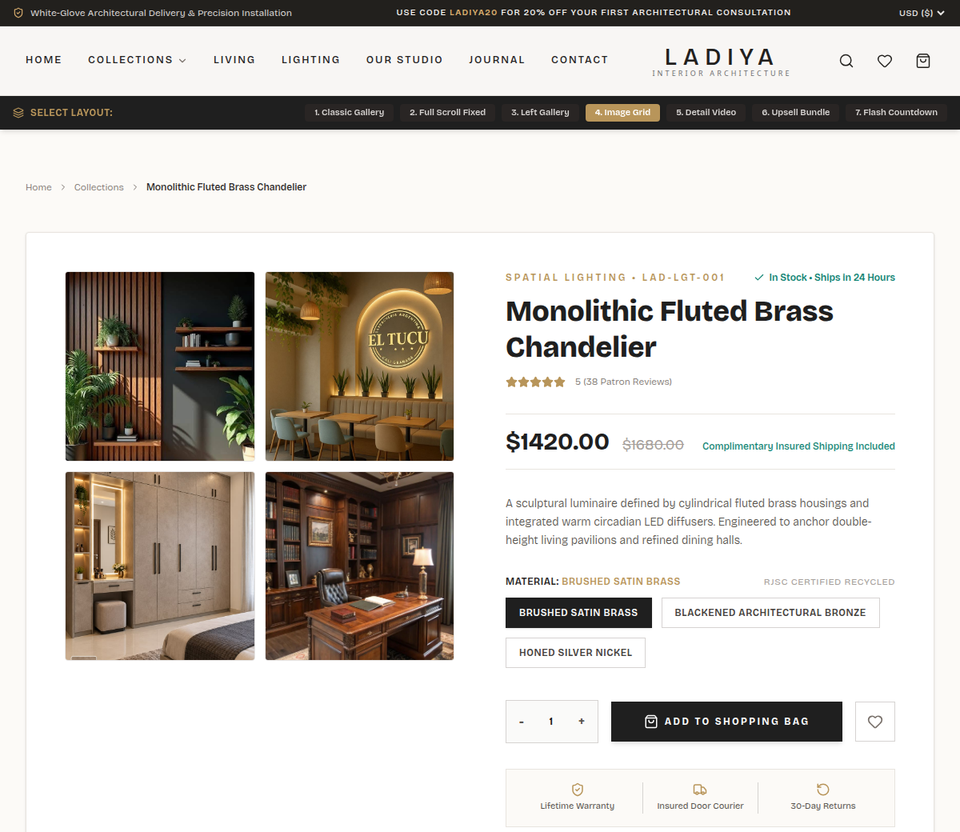 White-Glove Architectural Delivery & Precision Installation
USE CODE LADIYA20 FOR 20% OFF YOUR FIRST ARCHITECTURAL CONSULTATION
USD ($)
HOME
COLLECTIONS
LIVING
LIGHTING
OUR STUDIO
JOURNAL
CONTACT
LADIYA
INTERIOR ARCHITECTURE
SELECT LAYOUT:
1. Classic Gallery
2. Full Scroll Fixed
3. Left Gallery
4. Image Grid
5. Detail Video
6. Upsell Bundle
7. Flash Countdown
Home
Collections
Monolithic Fluted Brass Chandelier
EL TUCU
SPATIAL LIGHTING • LAD-LGT-001
In Stock • Ships in 24 Hours
Monolithic Fluted Brass
Chandelier
5 (38 Patron Reviews)
$1420.00
$1680.00
Complimentary Insured Shipping Included
A sculptural luminaire defined by cylindrical fluted brass housings and
integrated warm circadian LED diffusers. Engineered to anchor double-
height living pavilions and refined dining halls.
MATERIAL: BRUSHED SATIN BRASS
RJSC CERTIFIED RECYCLED
BRUSHED SATIN BRASS
BLACKENED ARCHITECTURAL BRONZE
HONED SILVER NICKEL
-
1
+
ADD TO SHOPPING BAG
Lifetime Warranty
Insured Door Courier
30-Day Returns